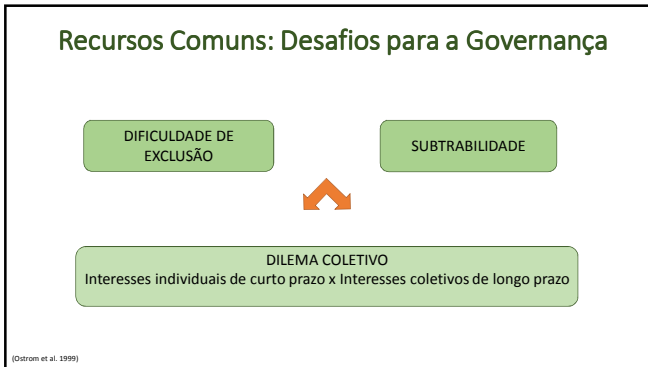 Recursos Comuns: Desafios para a Governança
DIFICULDADE DE
EXCLUSÃO
SUBTRABILIDADE
DILEMA COLETIVO
Interesses individuais de curto prazo x Interesses coletivos de longo prazo
(Ostrom et al. 1999)